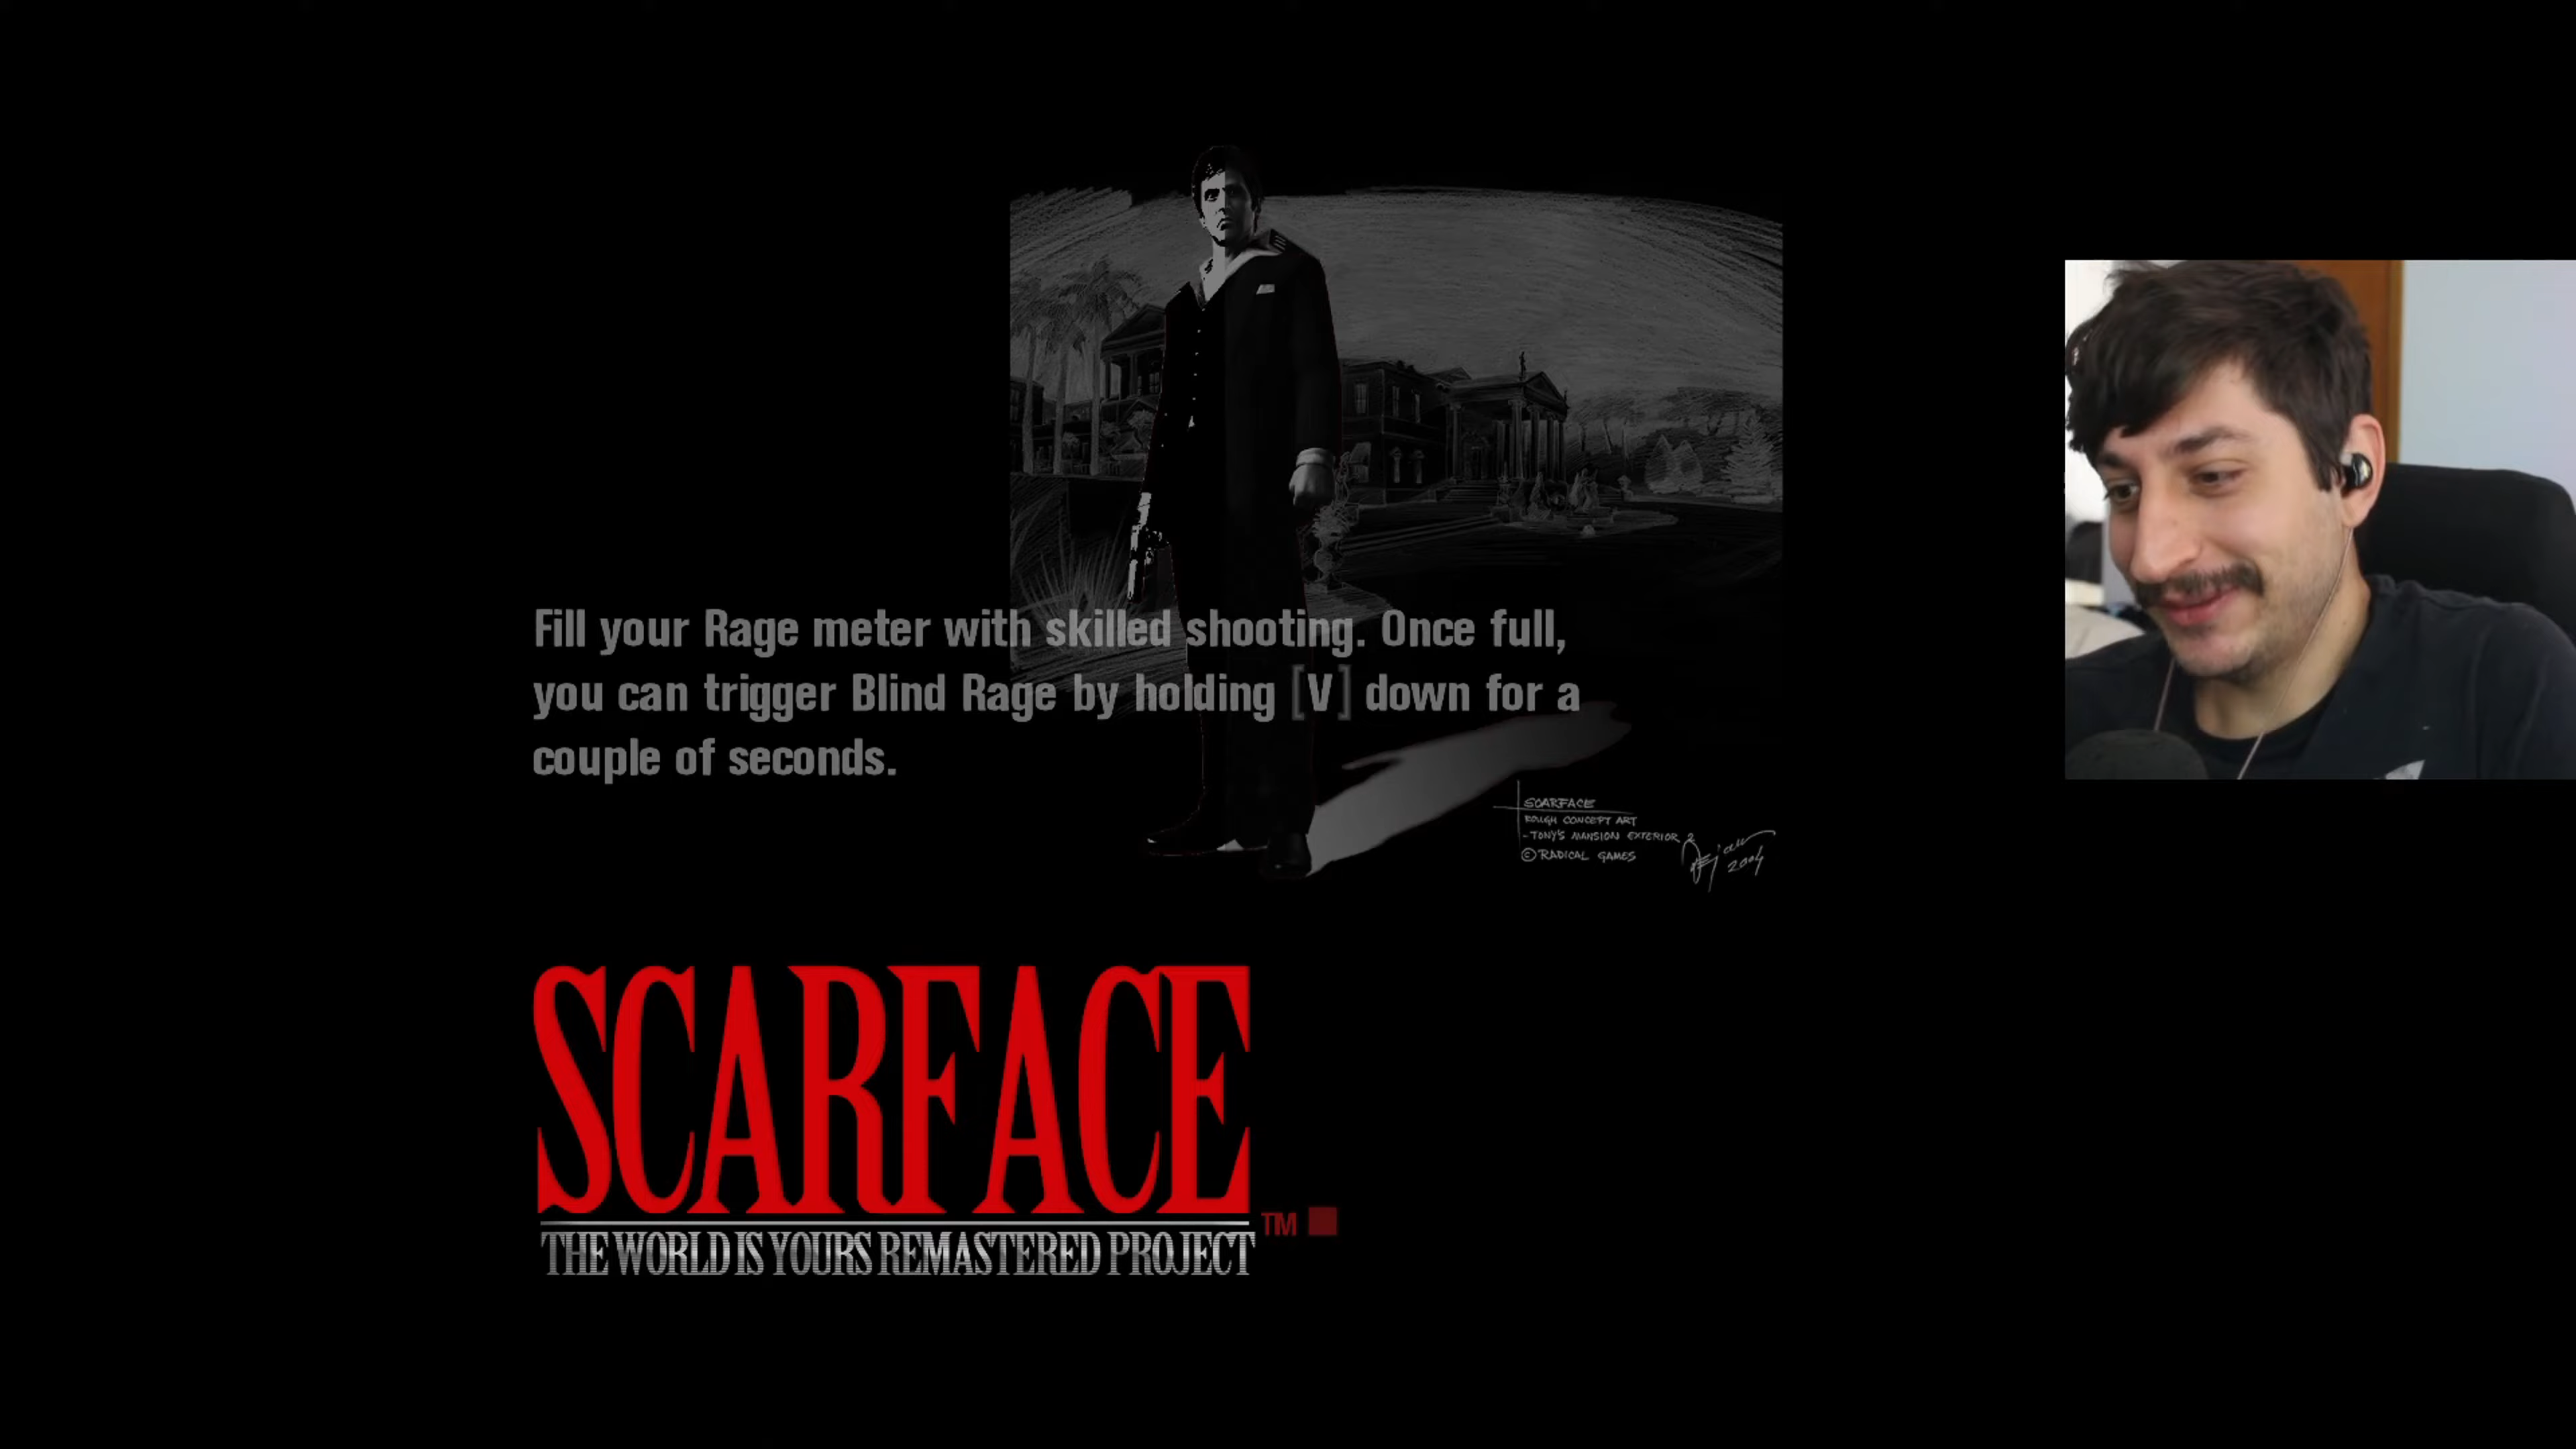 Fill your Rage meter with skilled shooting. Once full,
you can trigger Blind Rage by holding [V] down for a
couple of seconds.
SCARFACE
ROUGH CONCEPT ART
-TONY'S MANSION EXTERIOR 2
© RADICAL GAMES
2004
SCARFACE
TM
THE WORLD IS YOURS REMASTERED PROJECT